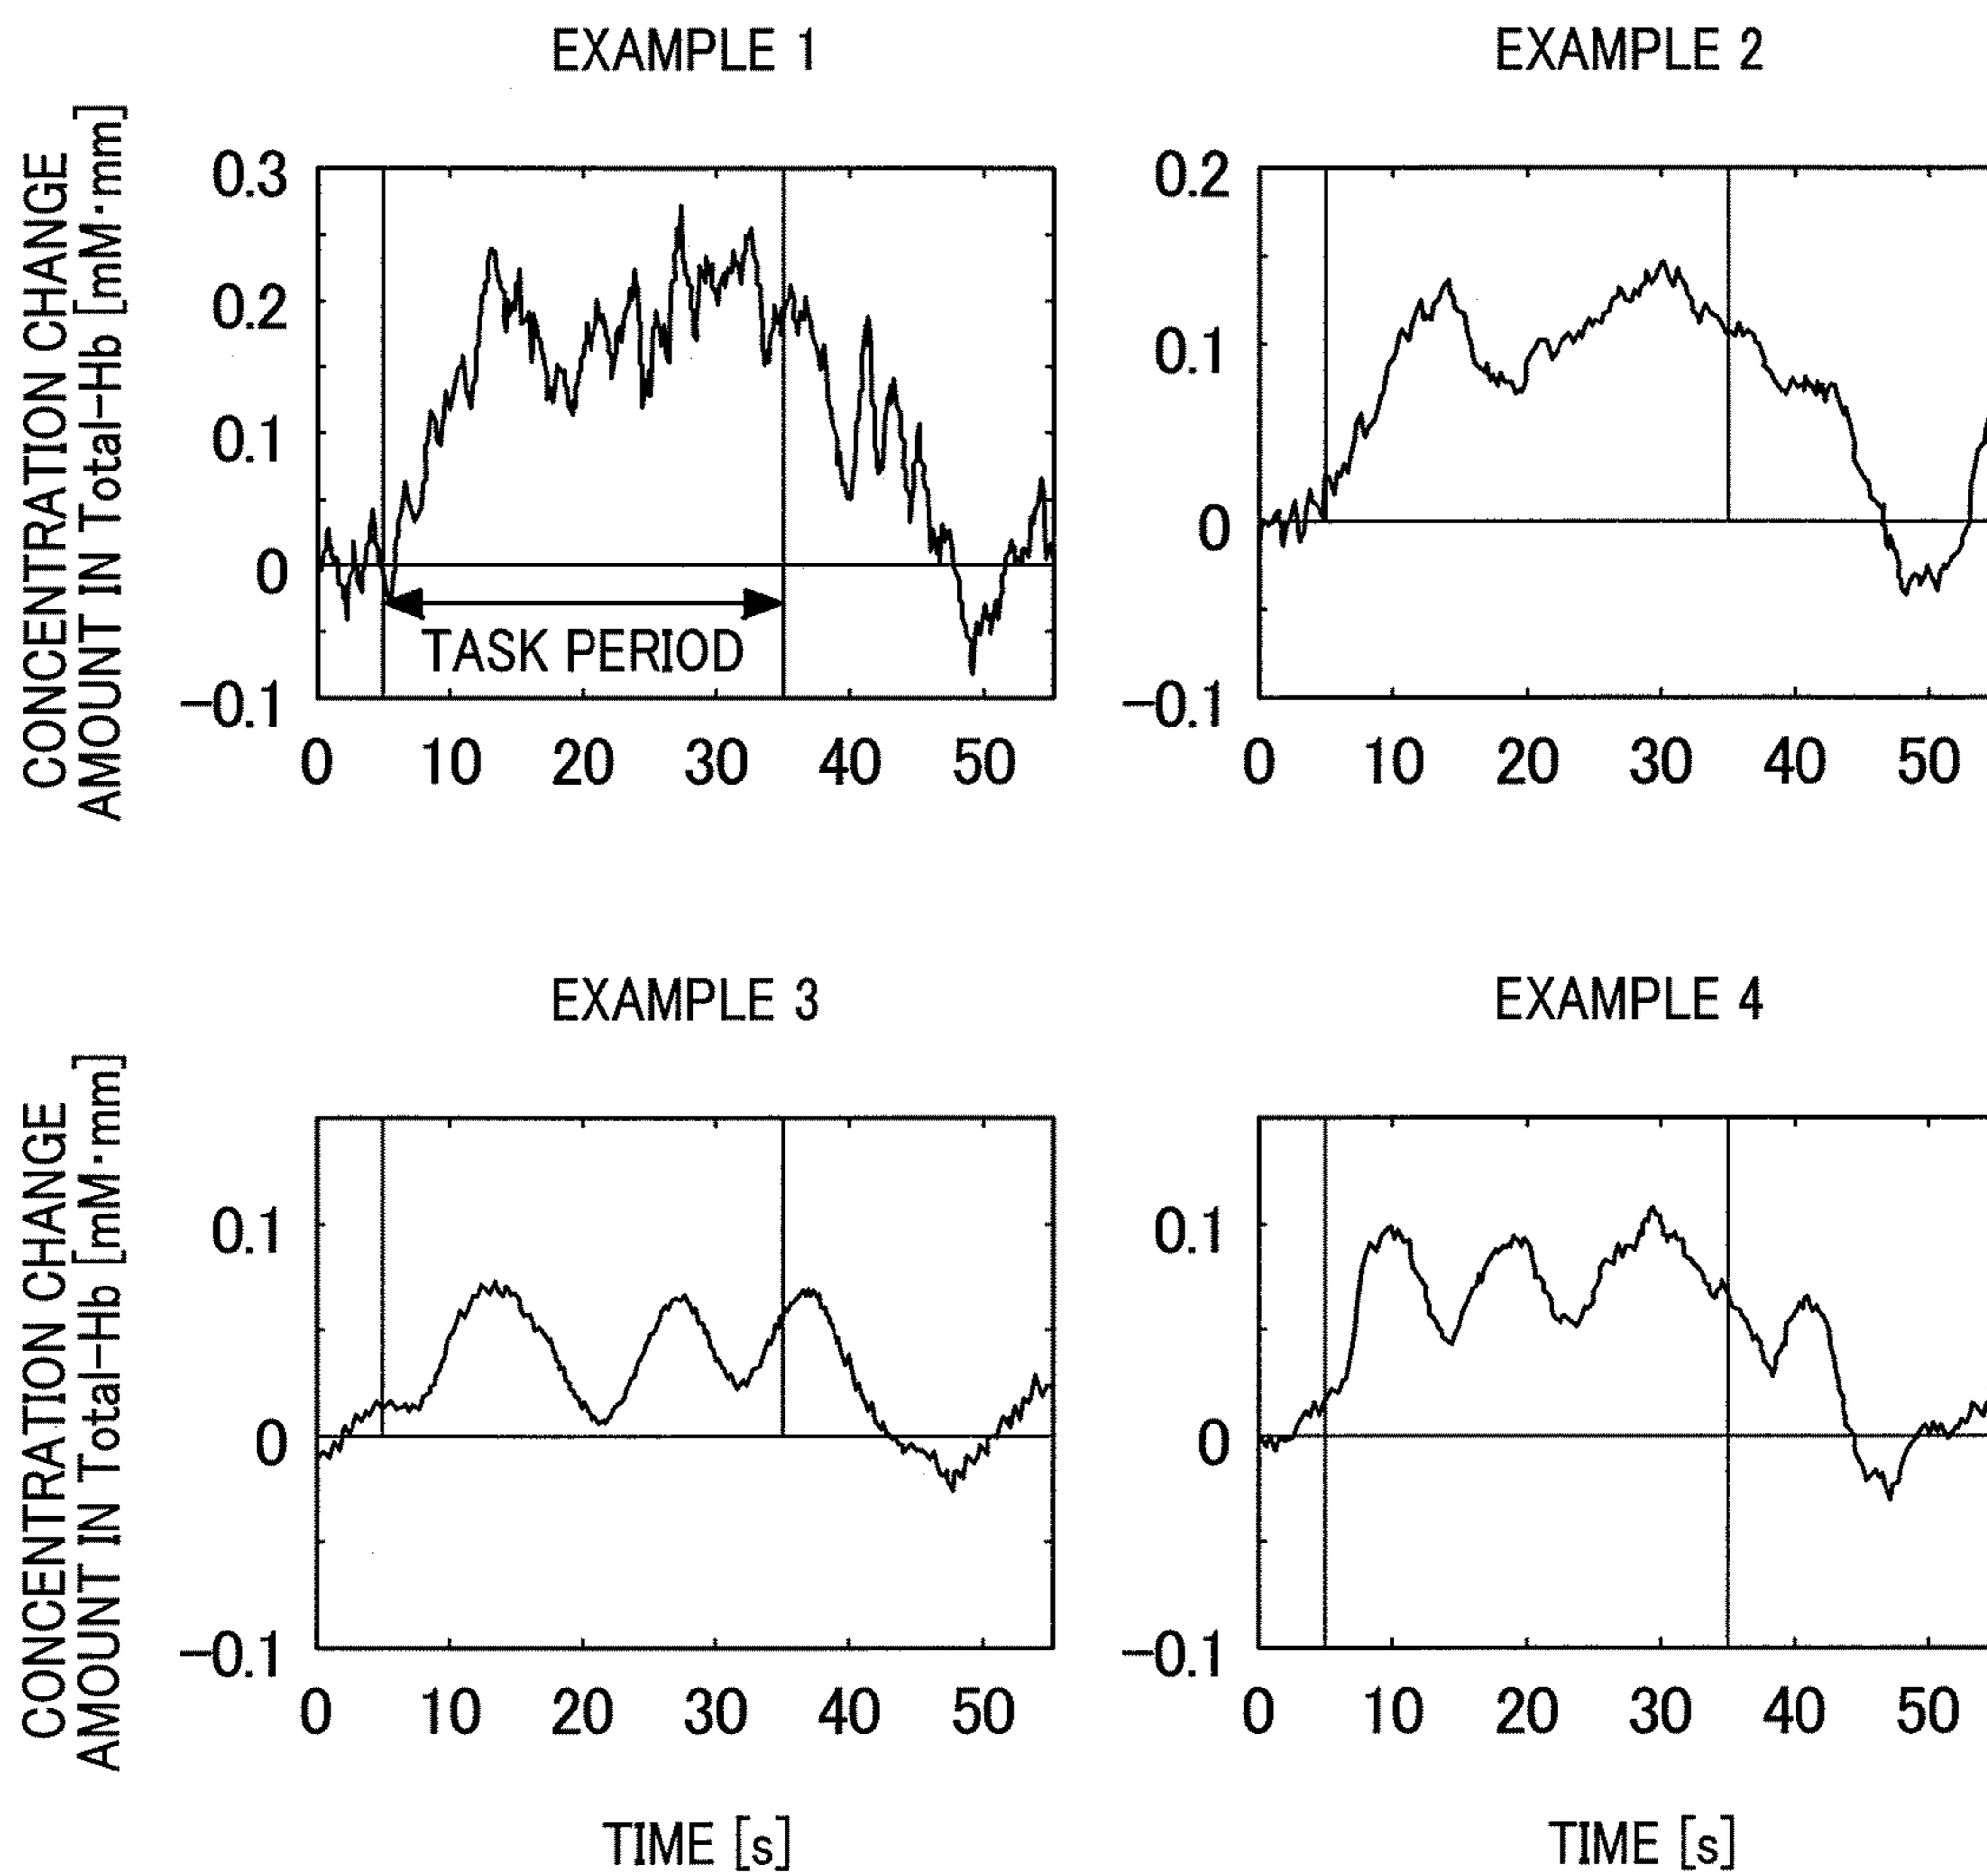 EXAMPLE 1
CONCENTRATION CHANGE
AMOUNT IN Total-Hb [mM·mm]
0.3
0.2
0.1
0
-0.1
TASK PERIOD
0 10 20 30 40 50
EXAMPLE 2
0.2
0.1
0
-0.1
0 10 20 30 40 50
EXAMPLE 3
CONCENTRATION CHANGE
AMOUNT IN Total-Hb [mM·mm]
0.1
0
-0.1
0 10 20 30 40 50
TIME [s]
EXAMPLE 4
0.1
0
-0.1
0 10 20 30 40 50
TIME [s]